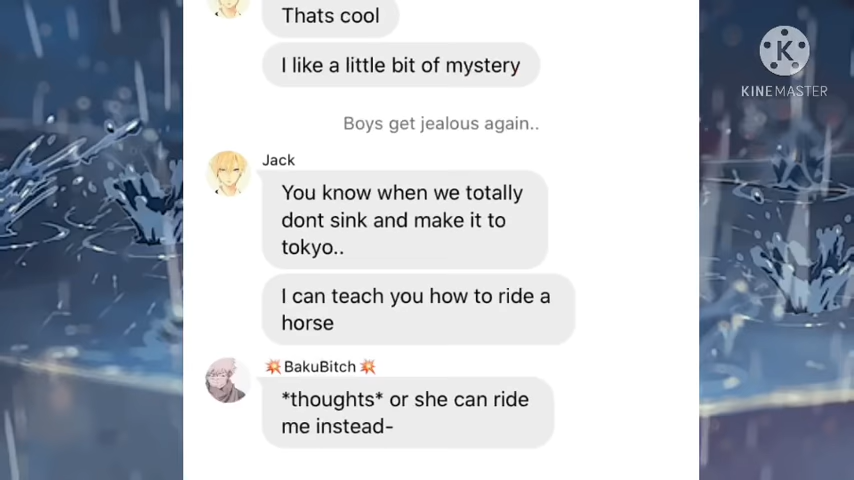 Thats cool
I like a little bit of mystery
KINEMASTER
Boys get jealous again..
Jack
You know when we totally
dont sink and make it to
tokyo..
I can teach you how to ride a
horse
💥BakuBitch💥
*thoughts* or she can ride
me instead-